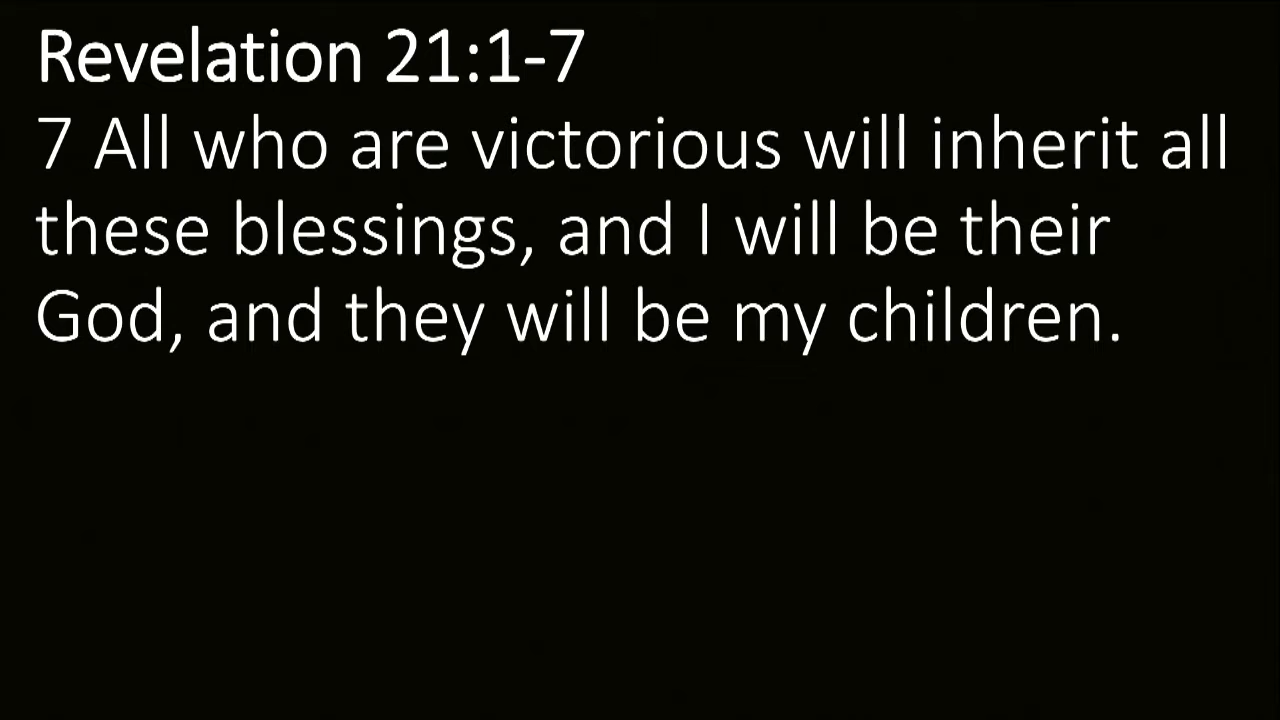 Revelation 21:1-7
7 All who are victorious will inherit all
these blessings, and I will be their
God, and they will be my children.